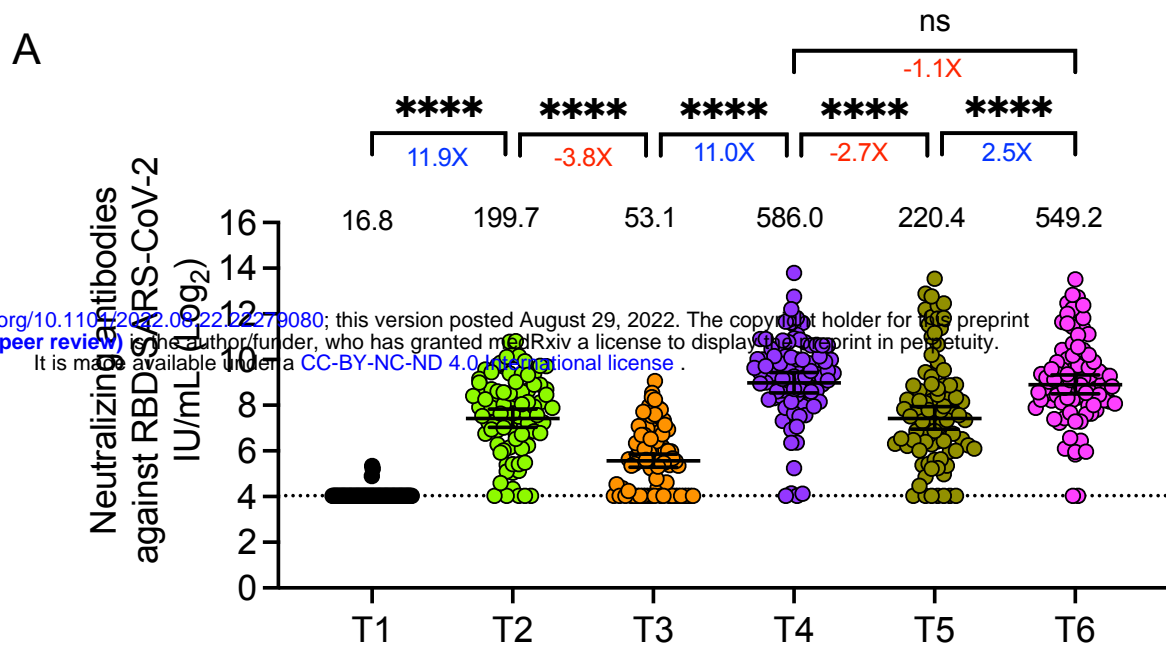 A
ns
-1.1X
**** **** **** **** ****
11.9X -3.8X 11.0X -2.7X 2.5X
16.8 199.7 53.1 586.0 220.4 549.2
Neutralizing antibodies
against RBD SARS-CoV-2
IU/mL (Log2)
16
14
12
10
8
6
4
2
0
org/10.1101/2022.08.22.22279080; this version posted August 29, 2022. The copyright holder for this preprint
peer review) is the author/funder, who has granted medRxiv a license to display the preprint in perpetuity.
It is made available under a CC-BY-NC-ND 4.0 International license .
T1 T2 T3 T4 T5 T6